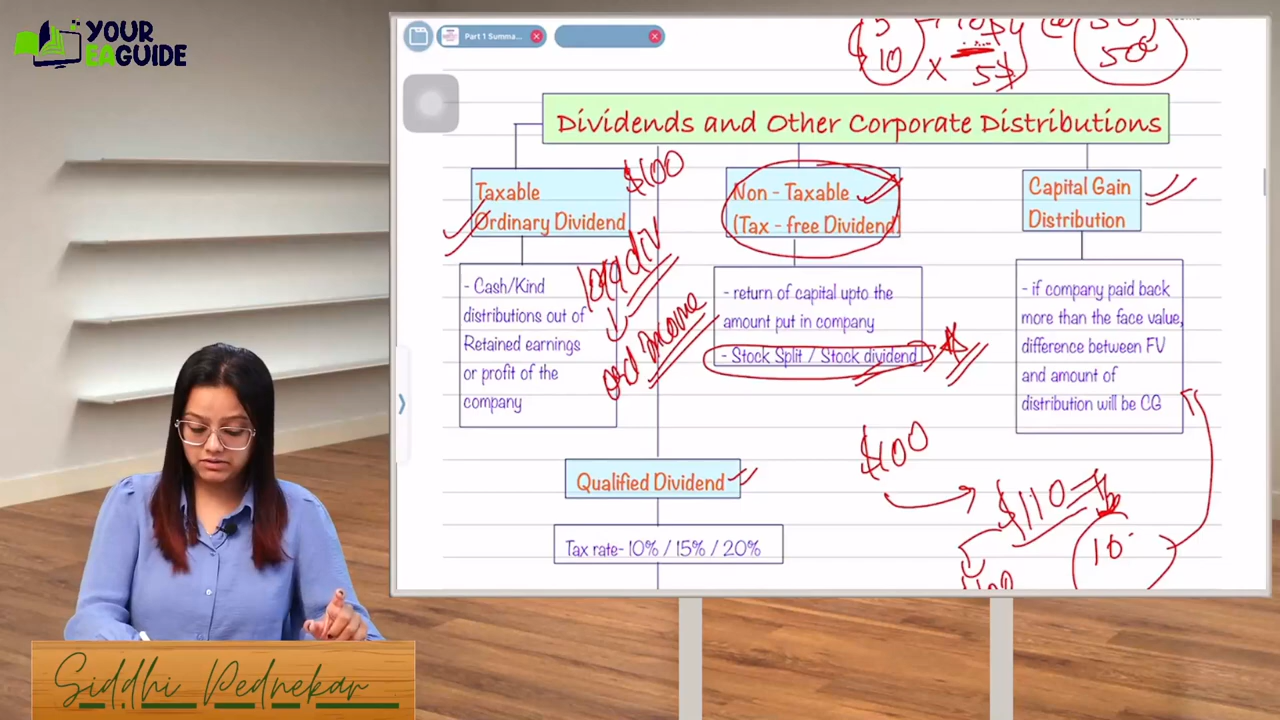 YOUR
EAGUIDE
Part 1 Summa...
Dividends and Other Corporate Distributions
Taxable
Ordinary Dividend
$100
Non - Taxable
(Tax - free Dividend)
Capital Gain
Distribution
- Cash/Kind
distributions out of
Retained earnings
or profit of the
company
ord income
- return of capital upto the
amount put in company
- Stock Split / Stock dividend
- if company paid back
more than the face value,
difference between FV
and amount of
distribution will be CG
$100
$110
10
Qualified Dividend
Tax rate- 10% / 15% / 20%
Siddhi Pednekar